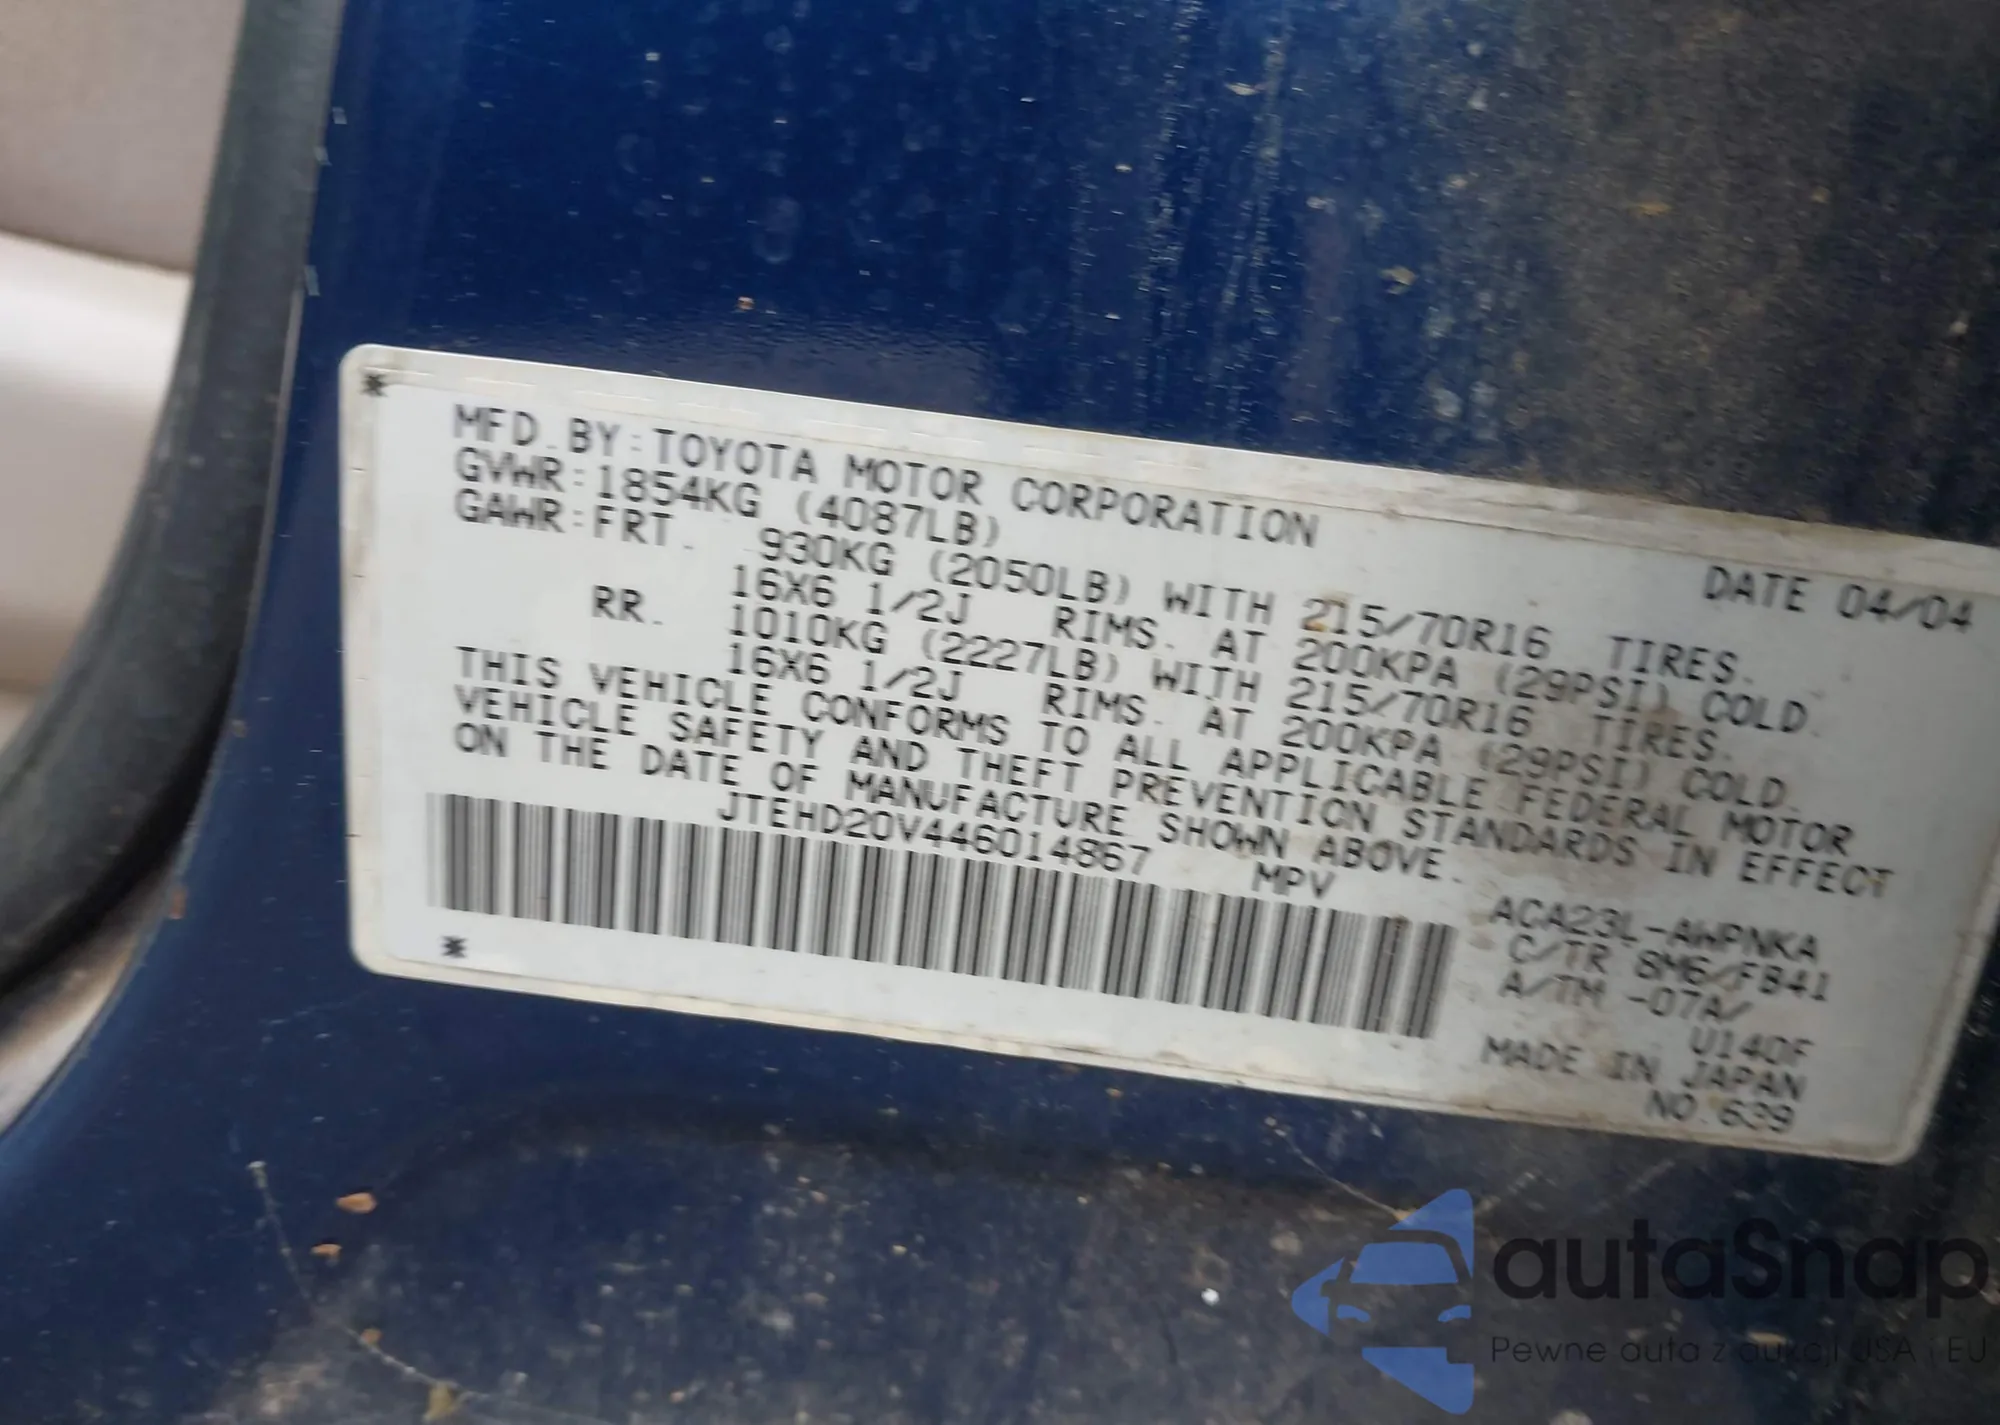 MFD. BY: TOYOTA MOTOR CORPORATION DATE 04/04
GVWR: 1854KG (4087LB)
GAWR: FRT. 930KG (2050LB) WITH 215/70R16 TIRES.
16X6 1/2J RIMS. AT 200KPA (29PSI) COLD.
RR. 1010KG (2227LB) WITH 215/70R16 TIRES.
16X6 1/2J RIMS. AT 200KPA (29PSI) COLD.
THIS VEHICLE CONFORMS TO ALL APPLICABLE FEDERAL MOTOR
VEHICLE SAFETY AND THEFT PREVENTION STANDARDS IN EFFECT
ON THE DATE OF MANUFACTURE SHOWN ABOVE.
JTEHD20V446014867 MPV
ACA23L-AWPNKA
C/TR 8M6/FB41
A/TM -07A/
U140F
MADE IN JAPAN
NO.639
autaSnap
Pewne auta z aukcji USA i EU